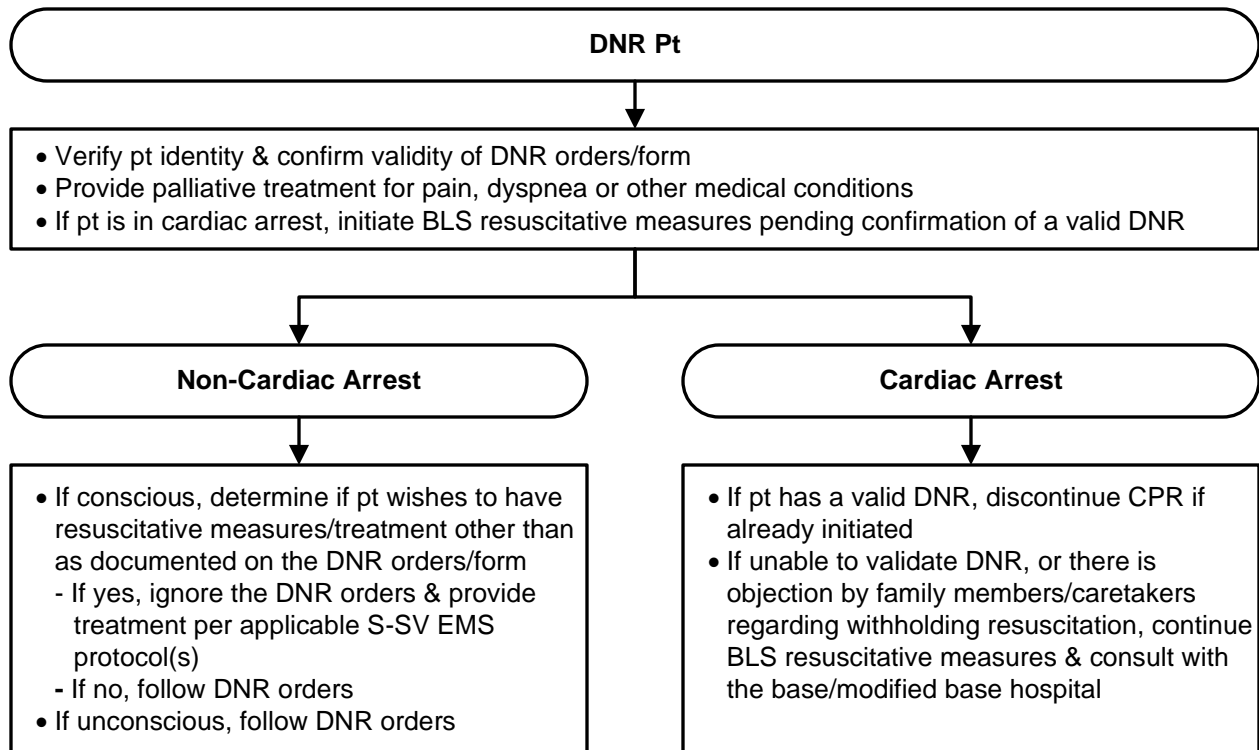 DNR Pt
• Verify pt identity & confirm validity of DNR orders/form
• Provide palliative treatment for pain, dyspnea or other medical conditions
• If pt is in cardiac arrest, initiate BLS resuscitative measures pending confirmation of a valid DNR
Non-Cardiac Arrest
• If conscious, determine if pt wishes to have
resuscitative measures/treatment other than
as documented on the DNR orders/form
- If yes, ignore the DNR orders & provide
treatment per applicable S-SV EMS
protocol(s)
- If no, follow DNR orders
• If unconscious, follow DNR orders
Cardiac Arrest
• If pt has a valid DNR, discontinue CPR if
already initiated
• If unable to validate DNR, or there is
objection by family members/caretakers
regarding withholding resuscitation, continue
BLS resuscitative measures & consult with
the base/modified base hospital